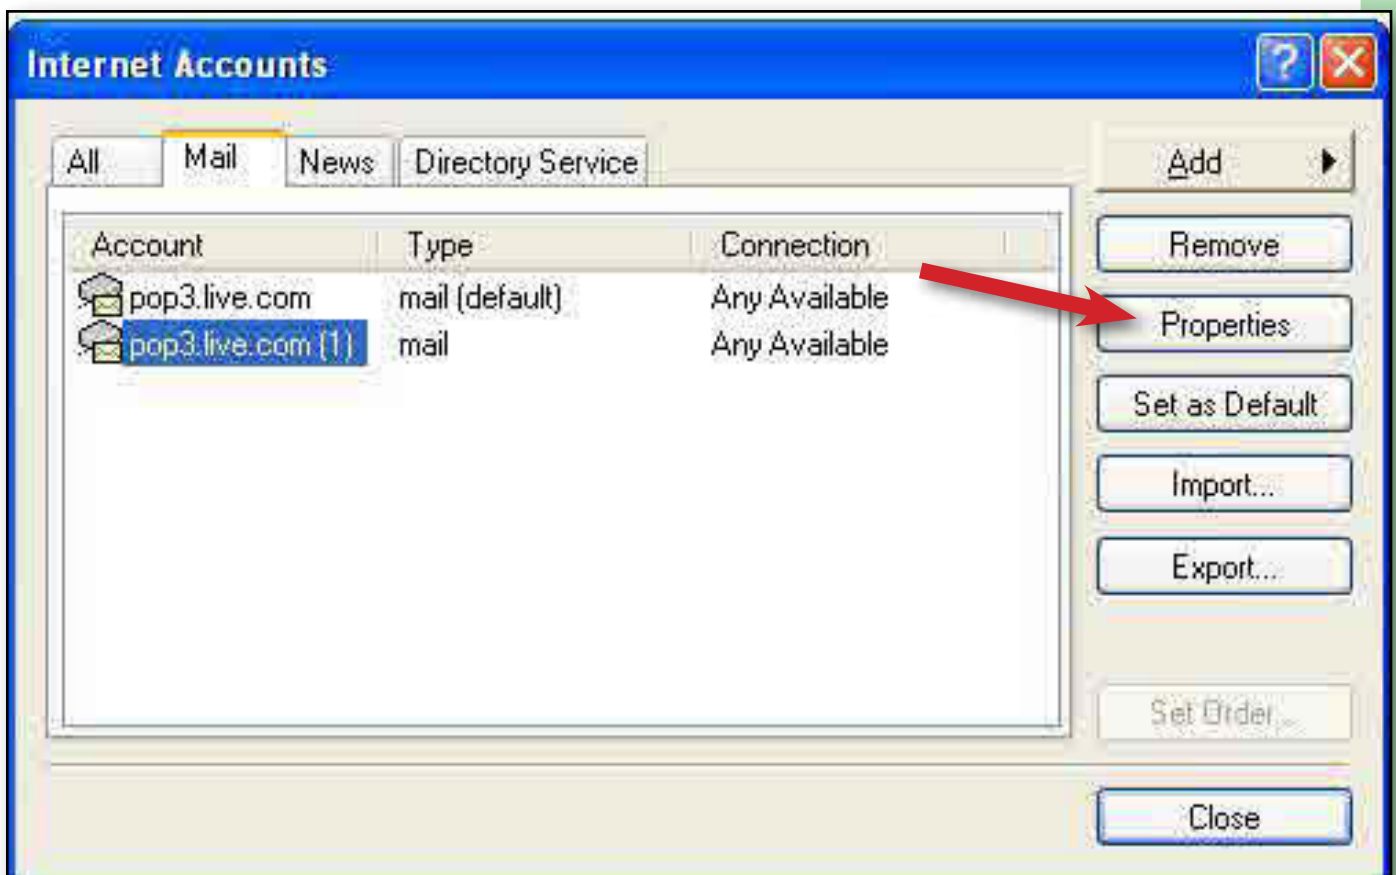 Internet Accounts
All Mail News Directory Service
Add
Remove
Properties
Set as Default
Import...
Export...
Set Order...
Close
Account Type Connection
pop3.live.com mail (default) Any Available
pop3.live.com (1) mail Any Available